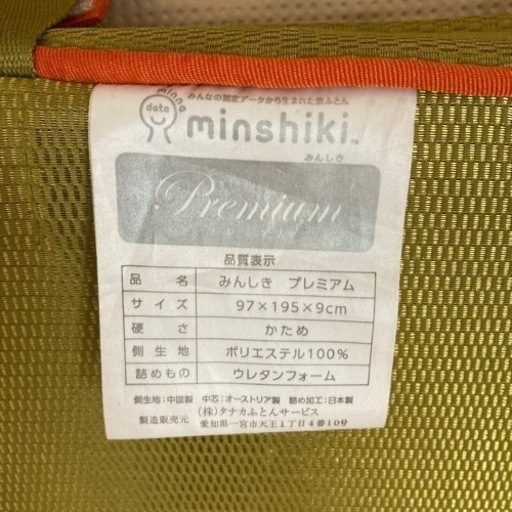 minna
data
みんなの測定データから生まれた敷ふとん
minshiki™
みんしき
Premium
品質表示
品 名 みんしき プレミアム
サイズ 97×195×9cm
硬 さ かため
側生地 ポリエステル100%
詰めもの ウレタンフォーム
側生地:中国製 中芯:オーストリア製 詰め加工:日本製
製造販売元 (株)タナカふとんサービス
愛知県一宮市天王1丁目4番10号